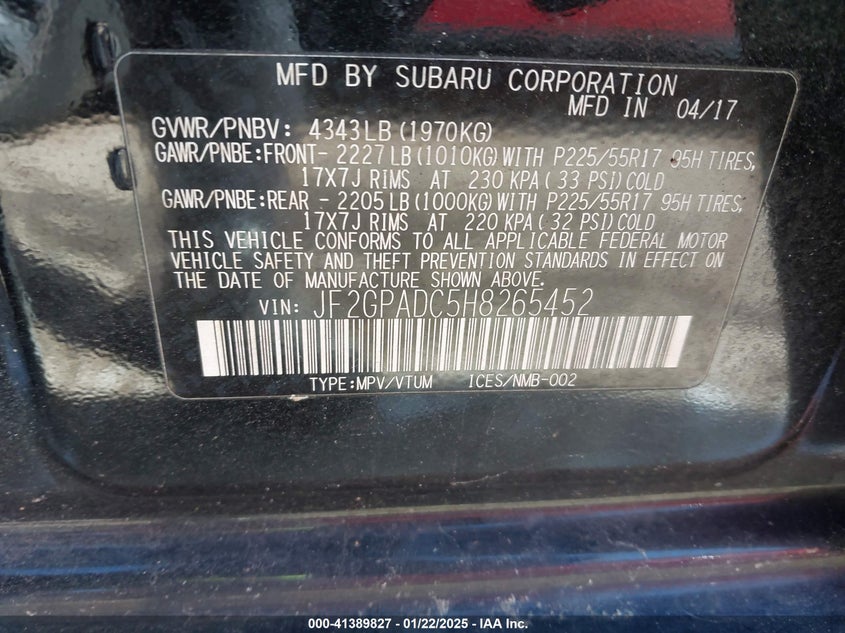 MFD BY SUBARU CORPORATION
MFD IN 04/17
GVWR/PNBV: 4343LB(1970KG)
GAWR/PNBE:FRONT- 2227LB(1010KG)WITH P225/55R17 95H TIRES,
17X7J RIMS AT 230 KPA( 33 PSI)COLD
GAWR/PNBE:REAR - 2205LB(1000KG)WITH P225/55R17 95H TIRES,
17X7J RIMS AT 220 KPA( 32 PSI)COLD
THIS VEHICLE CONFORMS TO ALL APPLICABLE FEDERAL MOTOR
VEHICLE SAFETY AND THEFT PREVENTION STANDARDS IN EFFECT ON
THE DATE OF MANUFACTURE SHOWN ABOVE.
VIN: JF2GPADC5H8265452
TYPE:MPV/VTUM ICES/NMB-002
000-41389827 - 01/22/2025 - IAA Inc.